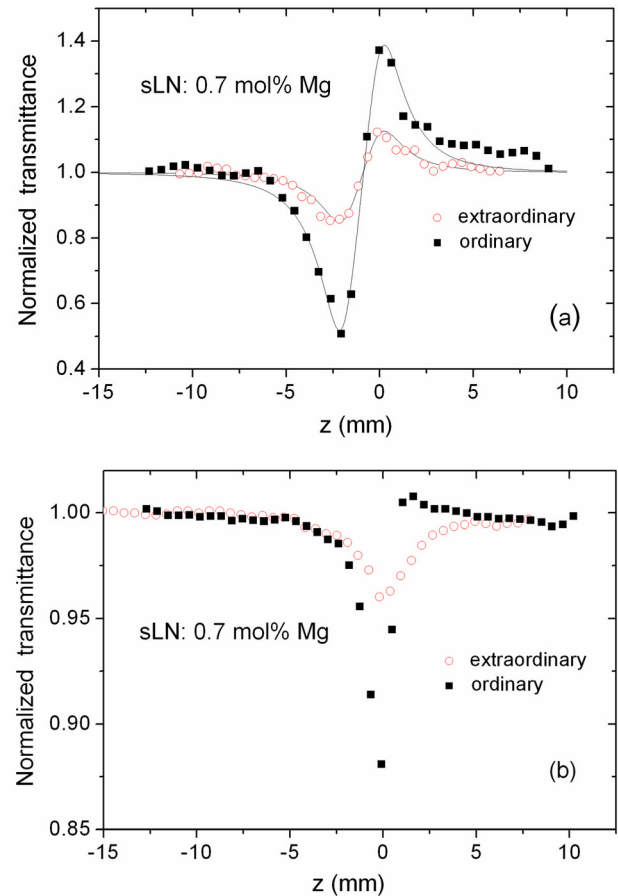 (a)
1.4
sLN: 0.7 mol% Mg
1.2
1.0
0.8
0.6
0.4
Normalized transmittance
extraordinary
ordinary
-15 -10 -5 0 5 10
z (mm)
1.00
0.95
0.90
0.85
Normalized transmittance
sLN: 0.7 mol% Mg
extraordinary
ordinary
(b)
-15 -10 -5 0 5 10
z (mm)